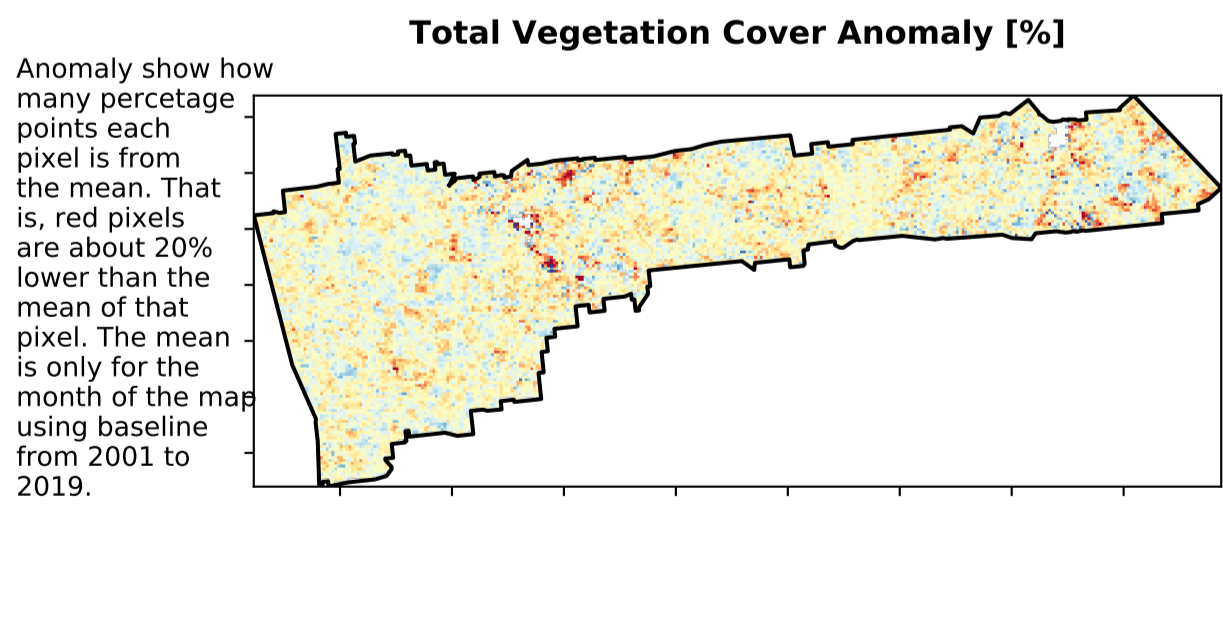 Total Vegetation Cover Anomaly [%]
Anomaly show how
many percetage
points each
pixel is from
the mean. That
is, red pixels
are about 20%
lower than the
mean of that
pixel. The mean
is only for the
month of the map
using baseline
from 2001 to
2019.